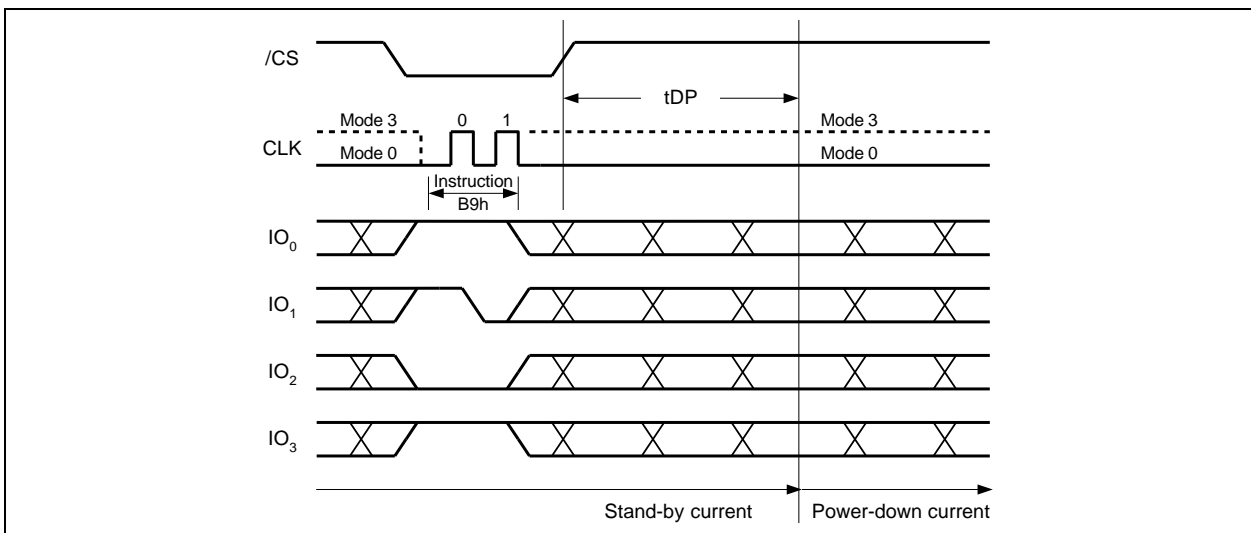 /CS
tDP
Mode 3 0 1 Mode 3
CLK
Mode 0 Mode 0
Instruction
B9h
IO0
IO1
IO2
IO3
Stand-by current Power-down current